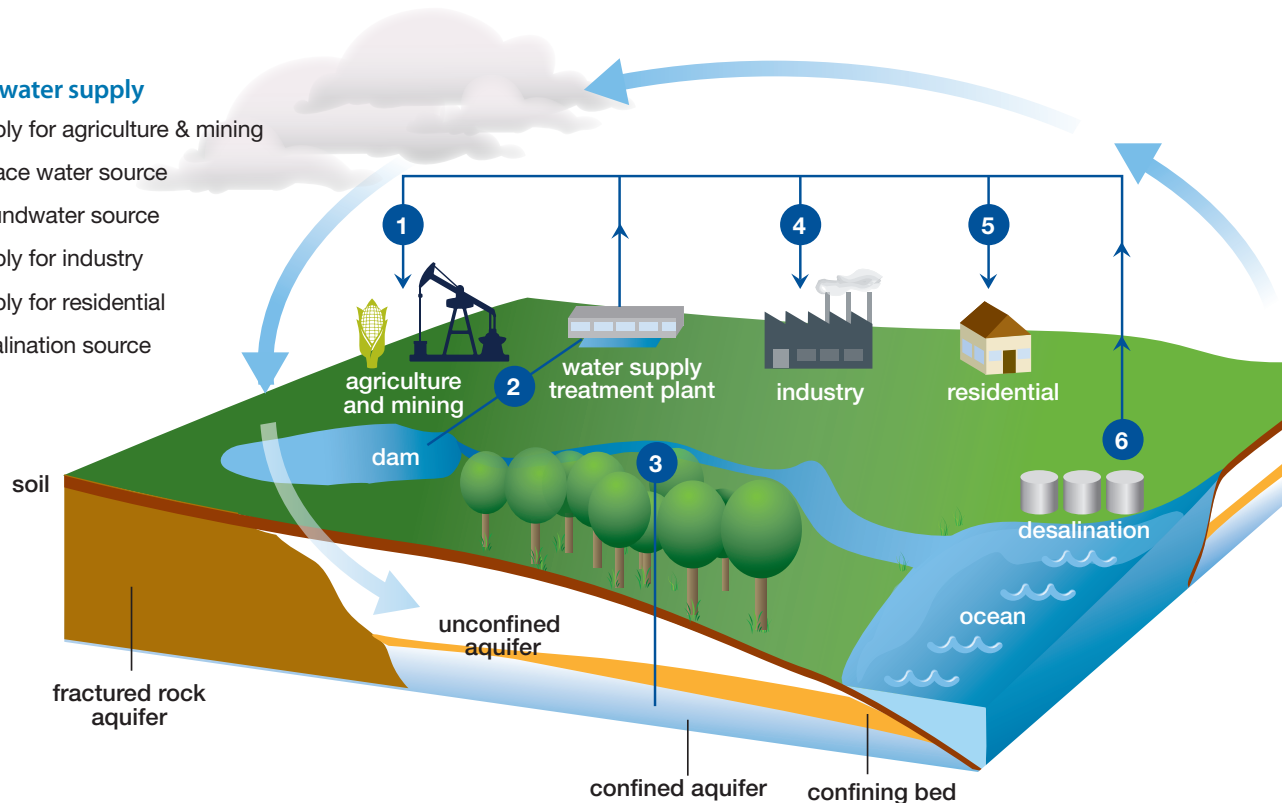 water supply
ply for agriculture & mining
ace water source
undwater source
ply for industry
ply for residential
alination source
1
4
5
agriculture
and mining
2
water supply
treatment plant
industry
residential
6
dam
3
soil
desalination
ocean
unconfined
aquifer
fractured rock
aquifer
confined aquifer
confining bed